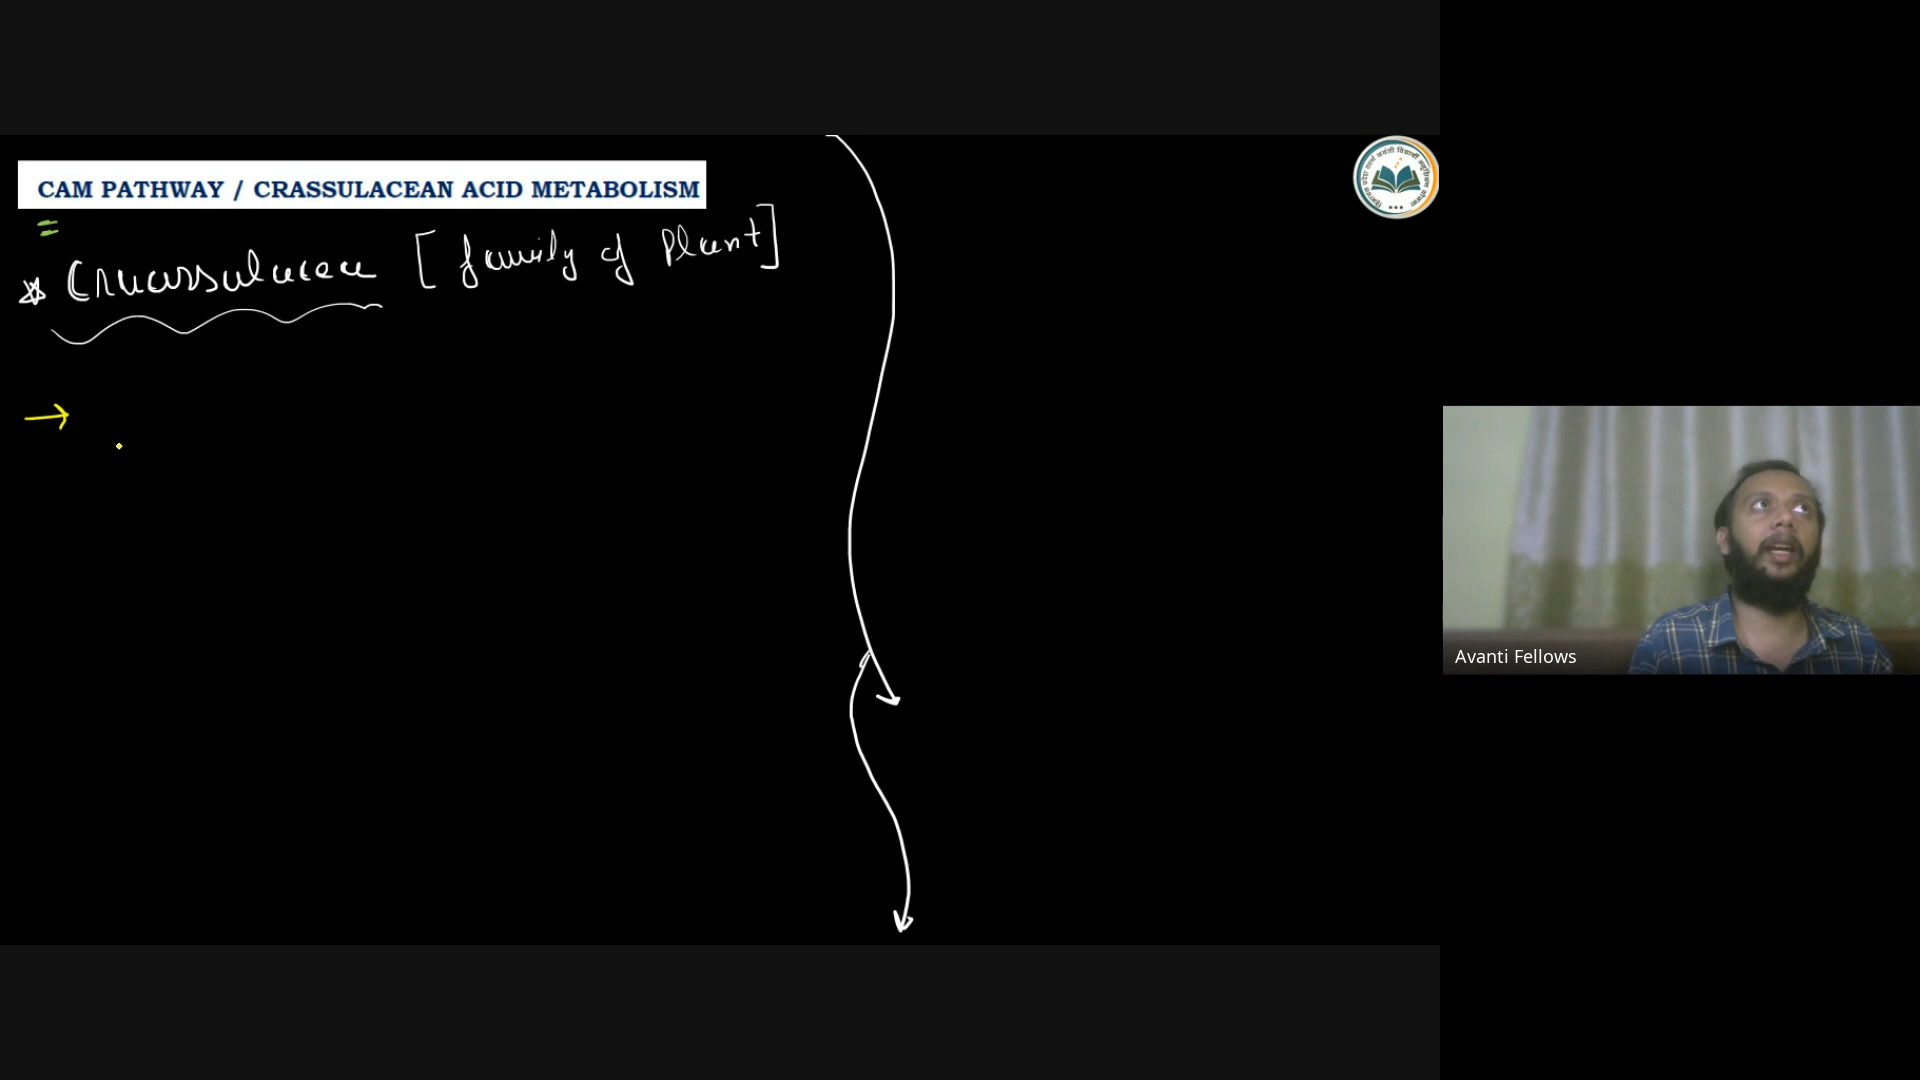 CAM PATHWAY / CRASSULACEAN ACID METABOLISM
Crassulacea [family of Plant]
Avanti Fellows